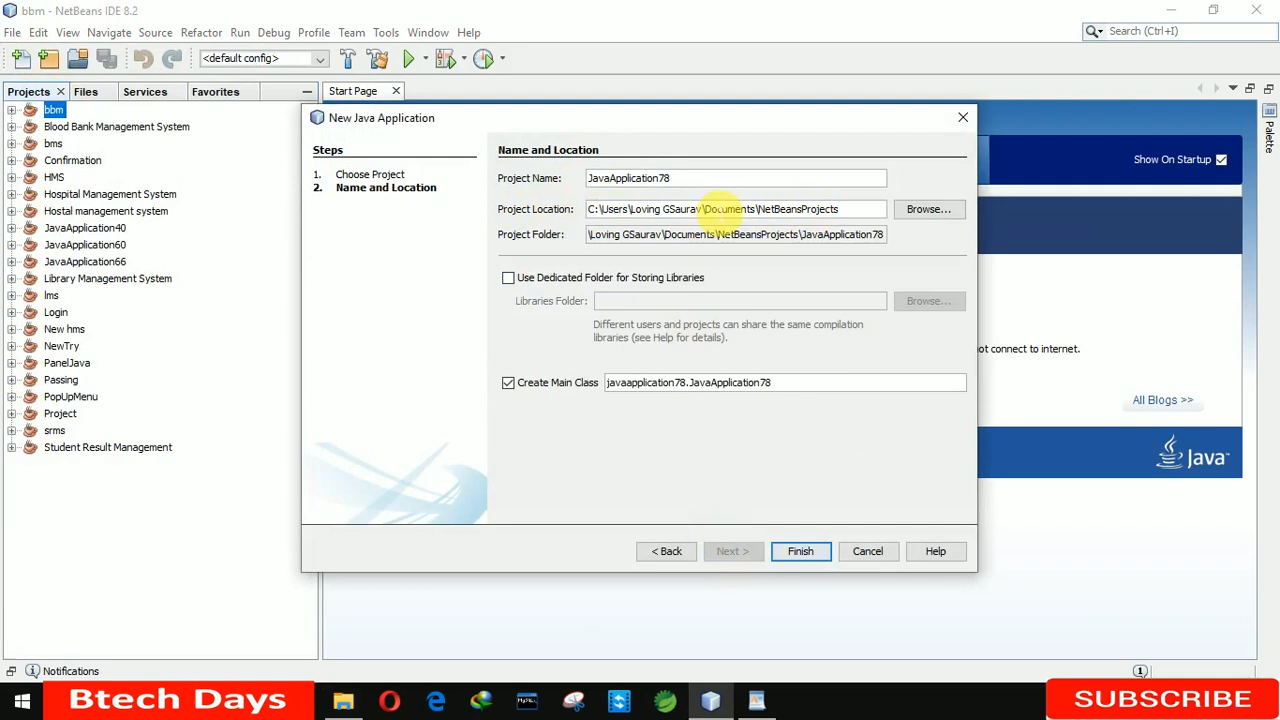 bbm - NetBeans IDE 8.2
File Edit View Navigate Source Refactor Run Debug Profile Team Tools Window Help
Search (Ctrl+I)
<default config>
Projects Files Services Favorites
Start Page
bbm
Blood Bank Management System
bms
Confirmation
HMS
Hospital Management System
Hostal management System
JavaApplication40
JavaApplication60
JavaApplication66
Library Management System
lms
Login
New hms
NewTry
PanelJava
Passing
PopUpMenu
Project
srms
Student Result Management
New Java Application
Steps
1. Choose Project
2. Name and Location
Name and Location
Project Name: JavaApplication78
Project Location: C:\Users\Loving GSaurav\Documents\NetBeansProjects Browse...
Project Folder: \Loving GSaurav\Documents\NetBeansProjects\JavaApplication78
Use Dedicated Folder for Storing Libraries
Libraries Folder: Browse...
Different users and projects can share the same compilation
libraries (see Help for details).
Create Main Class javaapplication78.JavaApplication78
< Back Next > Finish Cancel Help
Show On Startup
not connect to internet.
All Blogs >>
Java
Palette
Notifications
1
Btech Days
MySQL
SUBSCRIBE